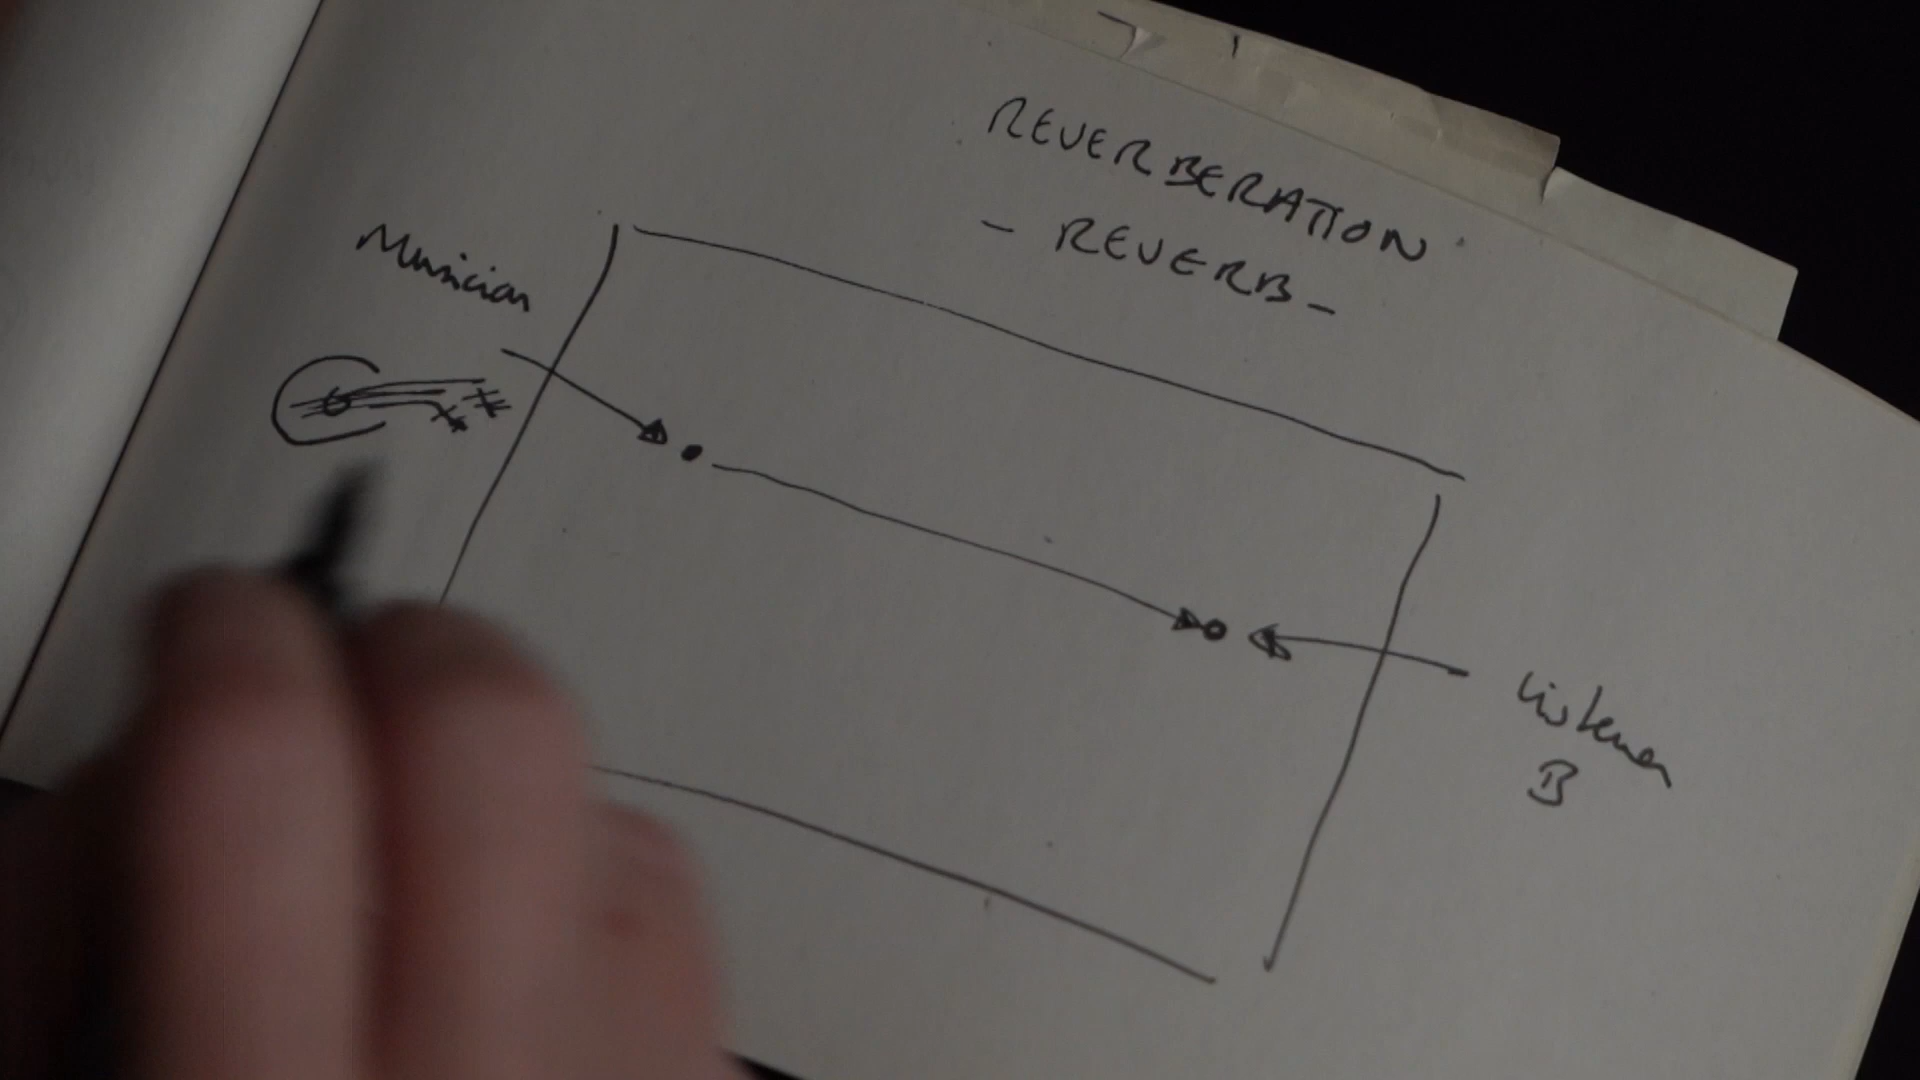 REVERBERATION
- REVERB -
Musician
Listener
B